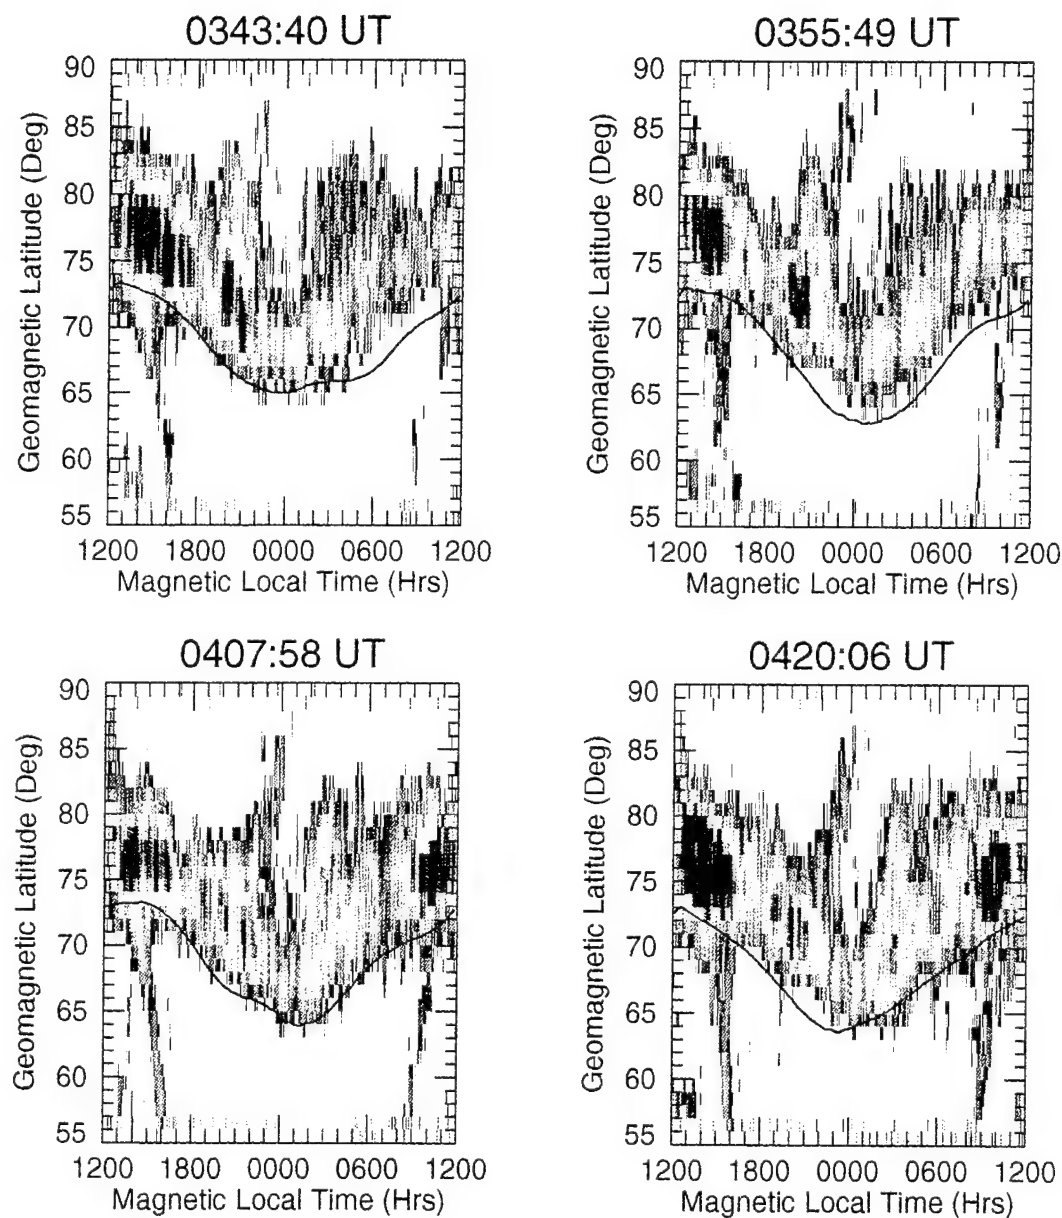 0343:40 UT
0355:49 UT
Geomagnetic Latitude (Deg)
90
85
80
75
70
65
60
55
1200 1800 0000 0600 1200
Magnetic Local Time (Hrs)
Geomagnetic Latitude (Deg)
90
85
80
75
70
65
60
55
1200 1800 0000 0600 1200
Magnetic Local Time (Hrs)
0407:58 UT
0420:06 UT
Geomagnetic Latitude (Deg)
90
85
80
75
70
65
60
55
1200 1800 0000 0600 1200
Magnetic Local Time (Hrs)
Geomagnetic Latitude (Deg)
90
85
80
75
70
65
60
55
1200 1800 0000 0600 1200
Magnetic Local Time (Hrs)